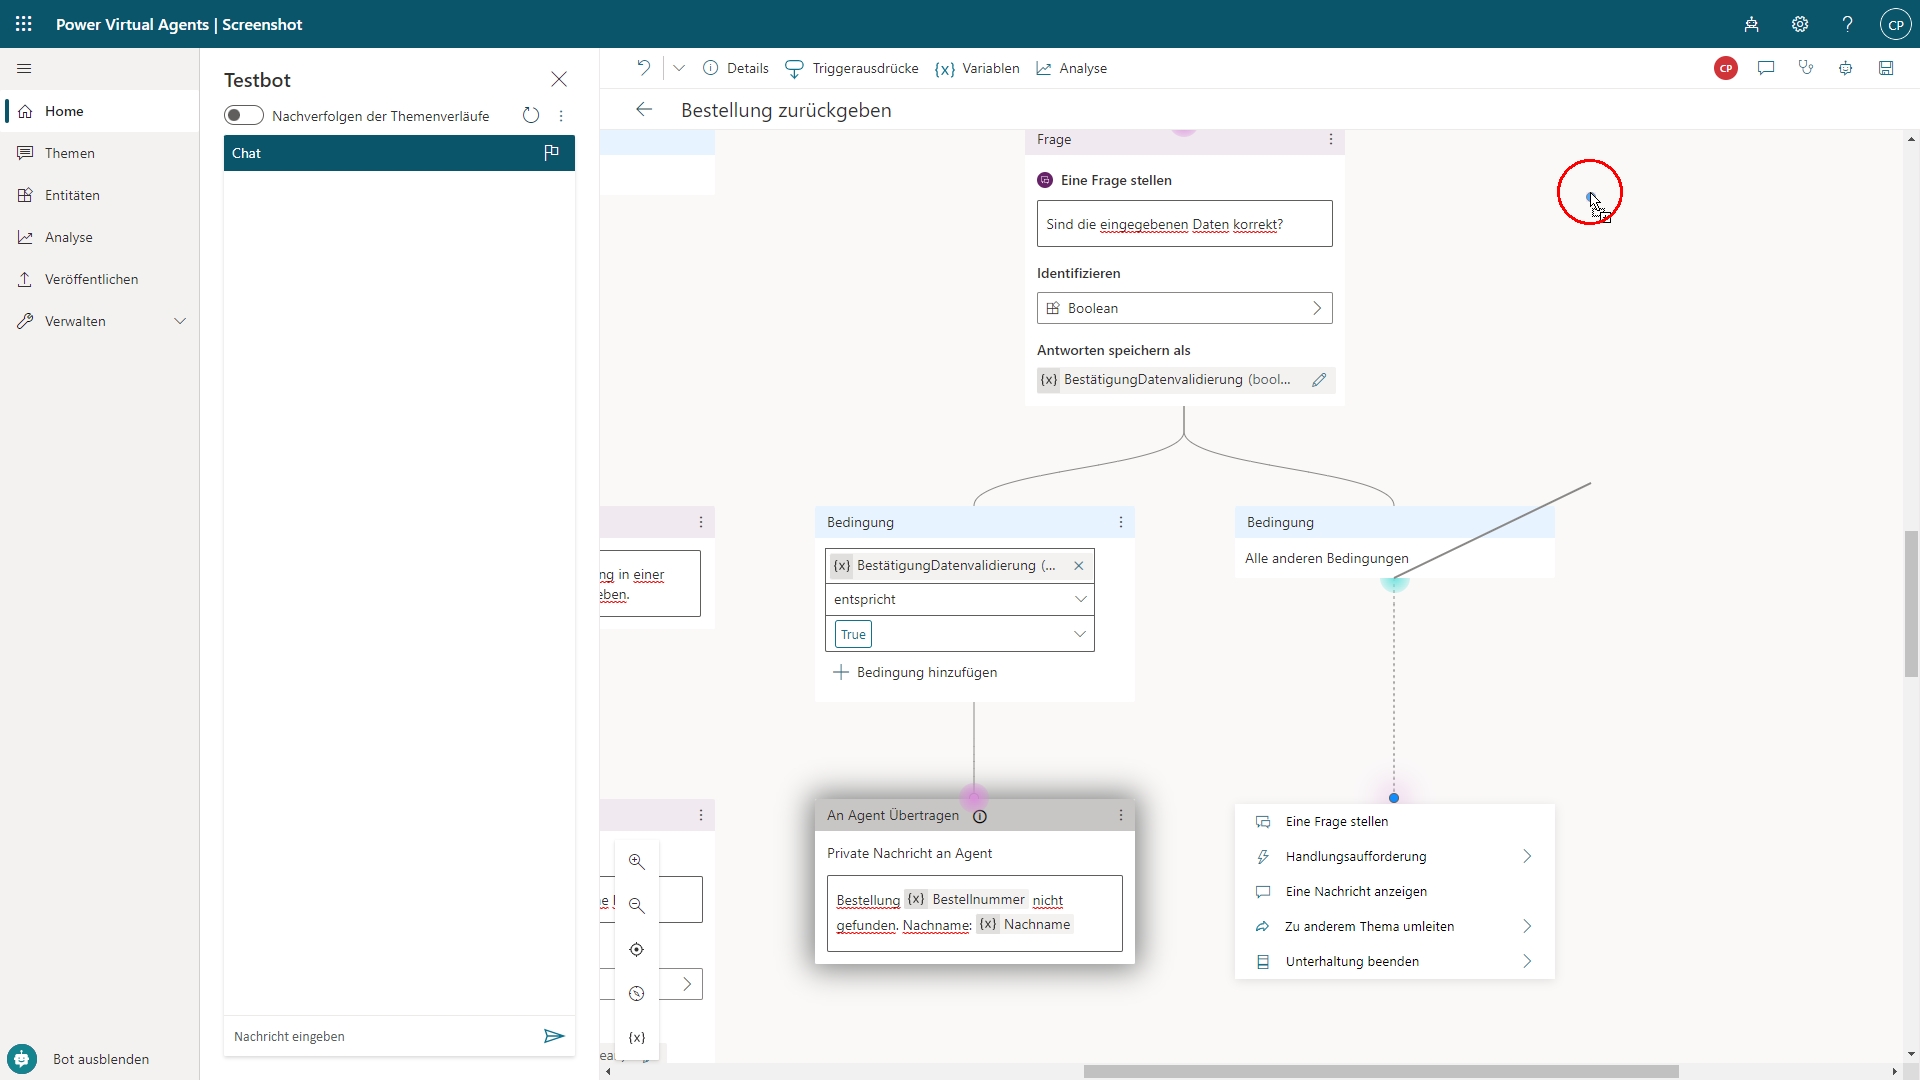 Power Virtual Agents | Screenshot
CP
Home
Themen
Entitäten
Analyse
Veröffentlichen
Verwalten
Bot ausblenden
Testbot
Nachverfolgen der Themenverläufe
Chat
Nachricht eingeben
Details
Triggerausdrücke
{x} Variablen
Analyse
CP
Bestellung zurückgeben
Frage
Eine Frage stellen
Sind die eingegebenen Daten korrekt?
Identifizieren
Boolean
Antworten speichern als
{x} BestätigungDatenvalidierung (bool...
ng in einer
eben.
Bedingung
{x} BestätigungDatenvalidierung (...
entspricht
True
Bedingung hinzufügen
Bedingung
Alle anderen Bedingungen
An Agent Übertragen
Private Nachricht an Agent
Bestellung {x} Bestellnummer nicht
gefunden. Nachname: {x} Nachname
Eine Frage stellen
Handlungsaufforderung
Eine Nachricht anzeigen
Zu anderem Thema umleiten
Unterhaltung beenden
{x}